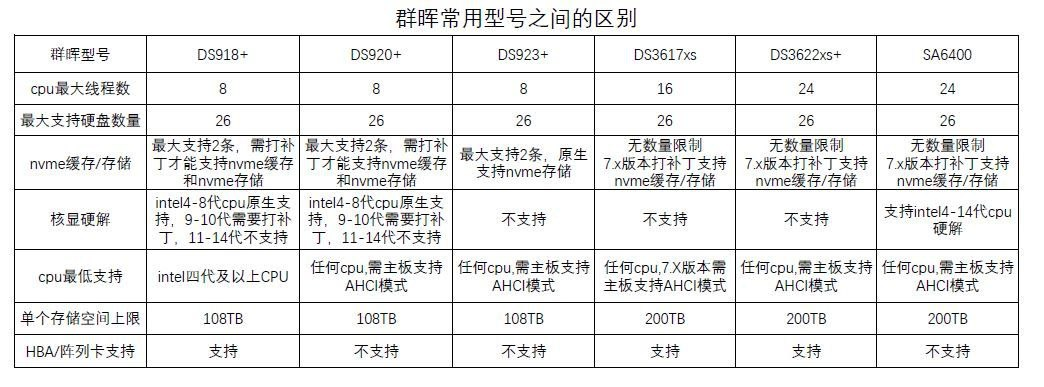 群晖常用型号之间的区别
群晖型号 DS918+ DS920+ DS923+ DS3617xs DS3622xs+ SA6400
cpu最大线程数 8 8 8 16 24 24
最大支持硬盘数量 26 26 26 26 26 26
nvme缓存/存储 最大支持2条，需打补丁才能支持nvme缓存和nvme存储 最大支持2条，需打补丁才能支持nvme缓存和nvme存储 最大支持2条，原生支持nvme存储 无数量限制 7.x版本打补丁支持nvme缓存/存储 无数量限制 7.x版本打补丁支持nvme缓存/存储 无数量限制 7.x版本打补丁支持nvme缓存/存储
核显硬解 intel4-8代cpu原生支持，9-10代需要打补丁，11-14代不支持 intel4-8代cpu原生支持，9-10代需要打补丁，11-14代不支持 不支持 不支持 不支持 支持intel4-14代cpu硬解
cpu最低支持 intel四代及以上CPU 任何cpu,需主板支持AHCI模式 任何cpu,需主板支持AHCI模式 任何cpu,7.X版本需主板支持AHCI模式 任何cpu,需主板支持AHCI模式 任何cpu,需主板支持AHCI模式
单个存储空间上限 108TB 108TB 108TB 200TB 200TB 200TB
HBA/阵列卡支持 支持 不支持 不支持 支持 支持 不支持